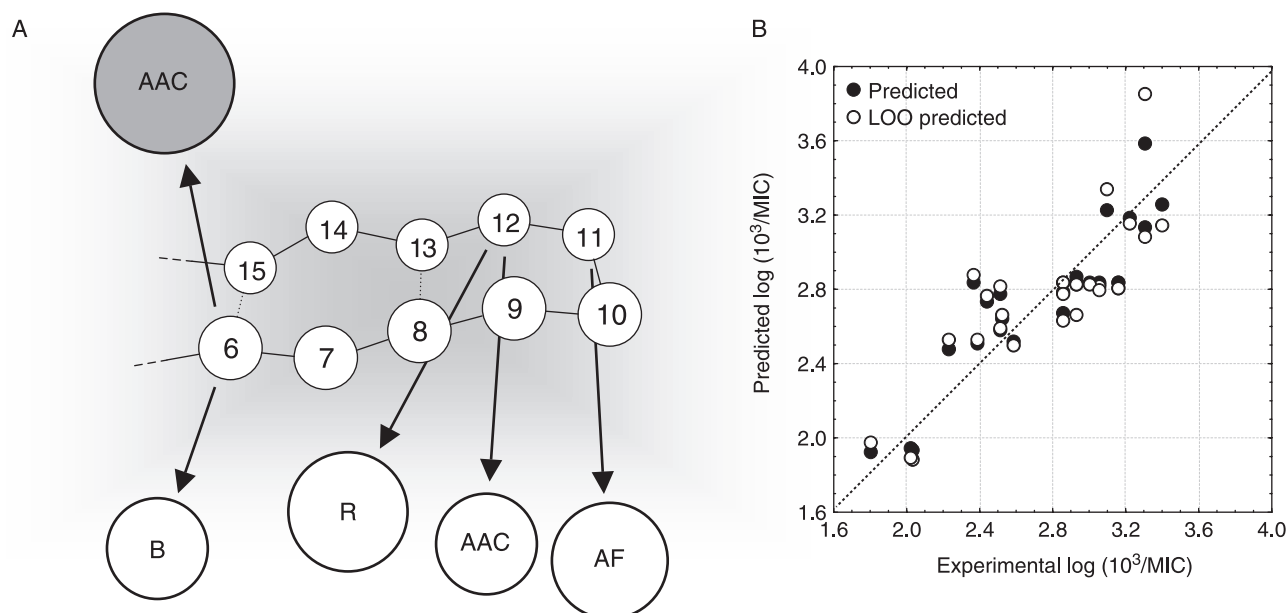 A
AAC
14
12
11
13
15
9
10
8
6
7
R
B
AAC
AF
B
4.0
3.6
3.2
2.8
2.4
2.0
1.6
Predicted log (10³/MIC)
Predicted
LOO predicted
1.6 2.0 2.4 2.8 3.2 3.6 4.0
Experimental log (10³/MIC)